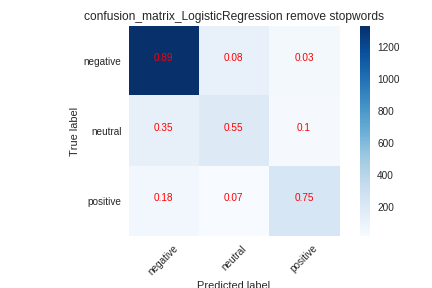 confusion_matrix_LogisticRegression remove stopwords
True label
negative 0.89 0.08 0.03
neutral 0.35 0.55 0.1
positive 0.18 0.07 0.75
negative neutral positive
Predicted label
1200
1000
800
600
400
200